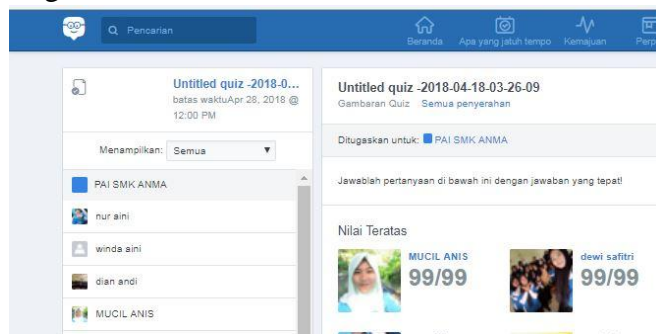 Pencarian
Beranda
Apa yang jatuh tempo
Kemajuan
Untitled quiz -2018-0...
batas waktuApr 28, 2018 @
12:00 PM
Menampilkan: Semua
PAI SMK ANMA
nur aini
winda aini
dian andi
MUCIL ANIS
Untitled quiz -2018-04-18-03-26-09
Gambaran Quiz Semua penyerahan
Ditugaskan untuk: PAI SMK ANMA
Jawablah pertanyaan di bawah ini dengan jawaban yang tepat!
Nilai Teratas
MUCIL ANIS
99/99
dewi safitri
99/99